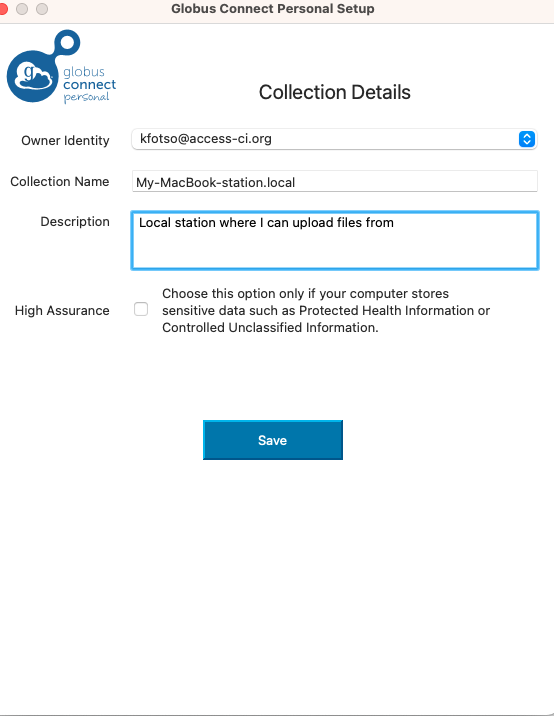 Globus Connect Personal Setup
g
globus
connect
personal
Collection Details
Owner Identity
kfotso@access-ci.org
Collection Name
My-MacBook-station.local
Description
Local station where I can upload files from
High Assurance
Choose this option only if your computer stores
sensitive data such as Protected Health Information or
Controlled Unclassified Information.
Save